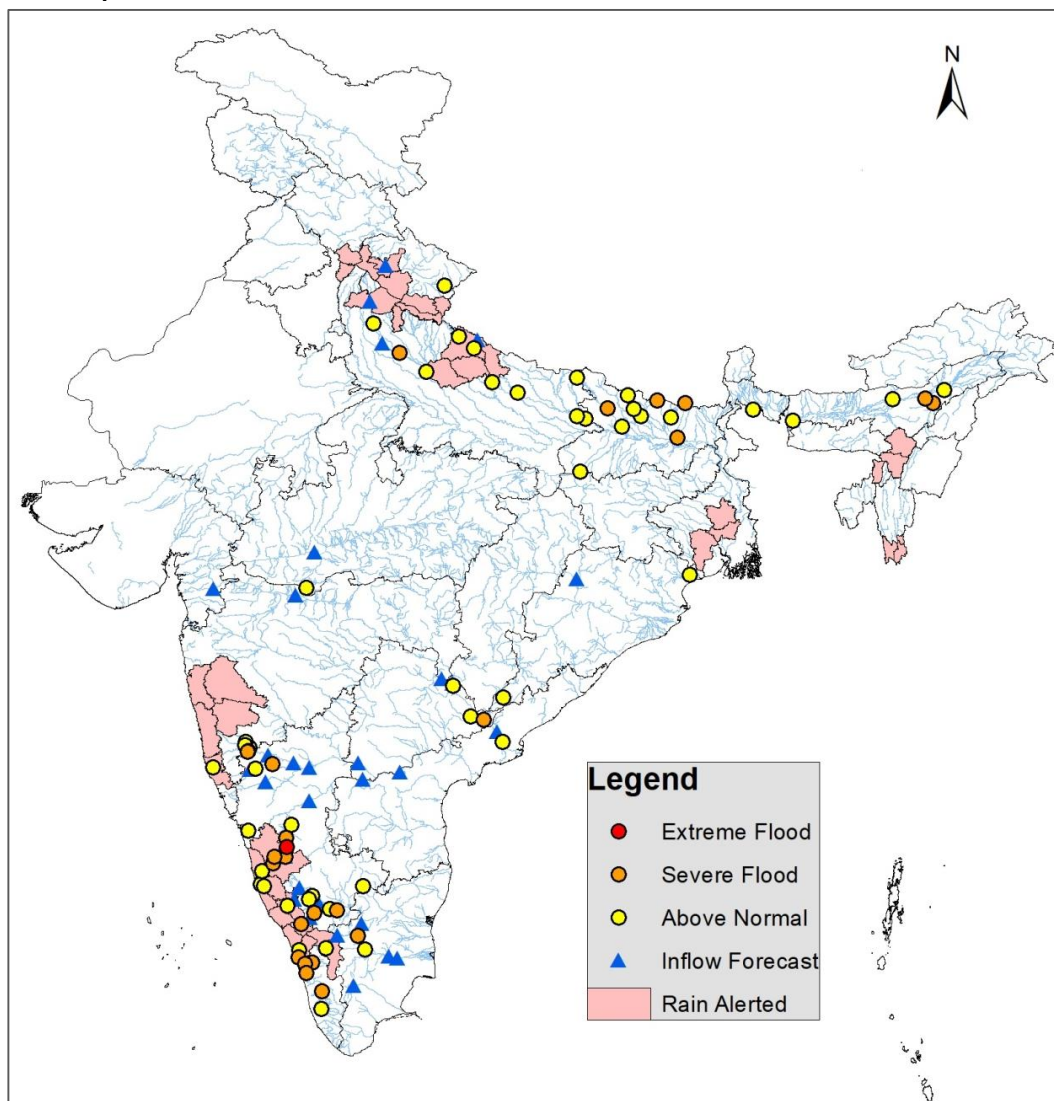 N
Legend
Extreme Flood
Severe Flood
Above Normal
Inflow Forecast
Rain Alerted